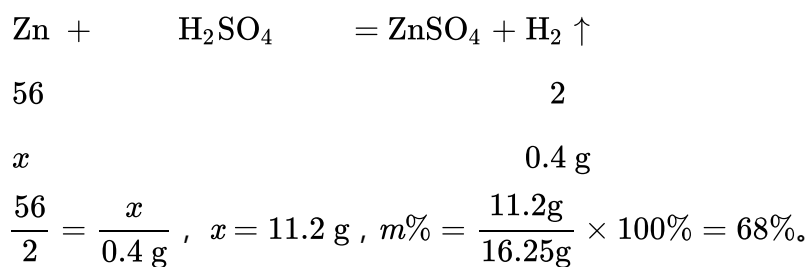 Zn + H₂SO₄ = ZnSO₄ + H₂ ↑
56 2
x 0.4 g
56/2 = x/0.4 g , x = 11.2 g , m% = 11.2g/16.25g × 100% = 68%。